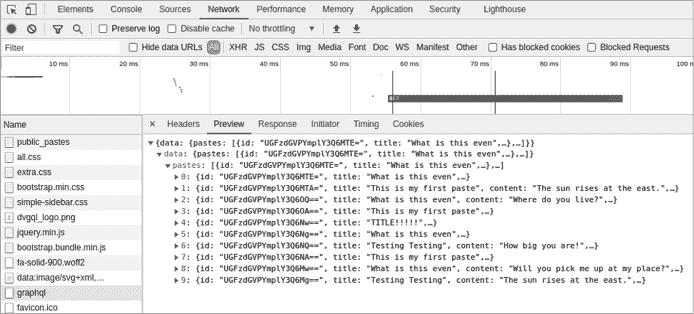 Elements Console Sources Network Performance Memory Application Security Lighthouse
Preserve log Disable cache No throttling
Filter Hide data URLs All XHR JS CSS Img Media Font Doc WS Manifest Other Has blocked cookies Blocked Requests
10 ms 20 ms 30 ms 40 ms 50 ms 60 ms 70 ms 80 ms 90 ms 100
Name
× Headers Preview Response Initiator Timing Cookies
public_pastes
all.css
extra.css
bootstrap.min.css
simple-sidebar.css
dvgql_logo.png
jquery.min.js
bootstrap.bundle.min.js
fa-solid-900.woff2
data:image/svg+xml,…
graphql
favicon.ico
{data: {pastes: [{id: "UGFzdGVPYmplY3Q6MTE=", title: "What is this even",…},…]}}
data: {pastes: [{id: "UGFzdGVPYmplY3Q6MTE=", title: "What is this even",…},…]}
pastes: [{id: "UGFzdGVPYmplY3Q6MTE=", title: "What is this even",…},…]
0: {id: "UGFzdGVPYmplY3Q6MTE=", title: "What is this even",…}
1: {id: "UGFzdGVPYmplY3Q6MTA=", title: "This is my first paste", content: "The sun rises at the east.",…}
2: {id: "UGFzdGVPYmplY3Q6OQ==", title: "What is this even", content: "Where do you live?",…}
3: {id: "UGFzdGVPYmplY3Q6OA==", title: "This is my first paste",…}
4: {id: "UGFzdGVPYmplY3Q6Nw==", title: "TITLE!!!!!",…}
5: {id: "UGFzdGVPYmplY3Q6Ng==", title: "What is this even",…}
6: {id: "UGFzdGVPYmplY3Q6NQ==", title: "Testing Testing", content: "How big you are!",…}
7: {id: "UGFzdGVPYmplY3Q6NA==", title: "This is my first paste",…}
8: {id: "UGFzdGVPYmplY3Q6Mw==", title: "What is this even", content: "Will you pick me up at my place?",…}
9: {id: "UGFzdGVPYmplY3Q6Mg==", title: "Testing Testing", content: "The sun rises at the east.",…}